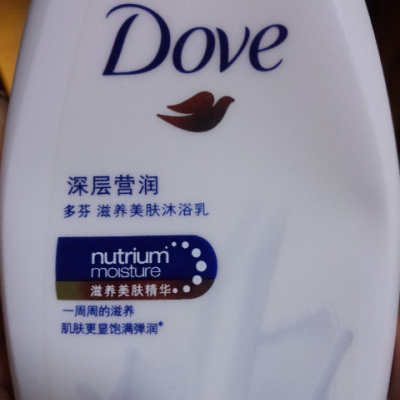 Dove
深层营润
多芬 滋养美肤沐浴乳
nutrium
moisture
滋养美肤精华
一周周的滋养
肌肤更显饱满弹润*